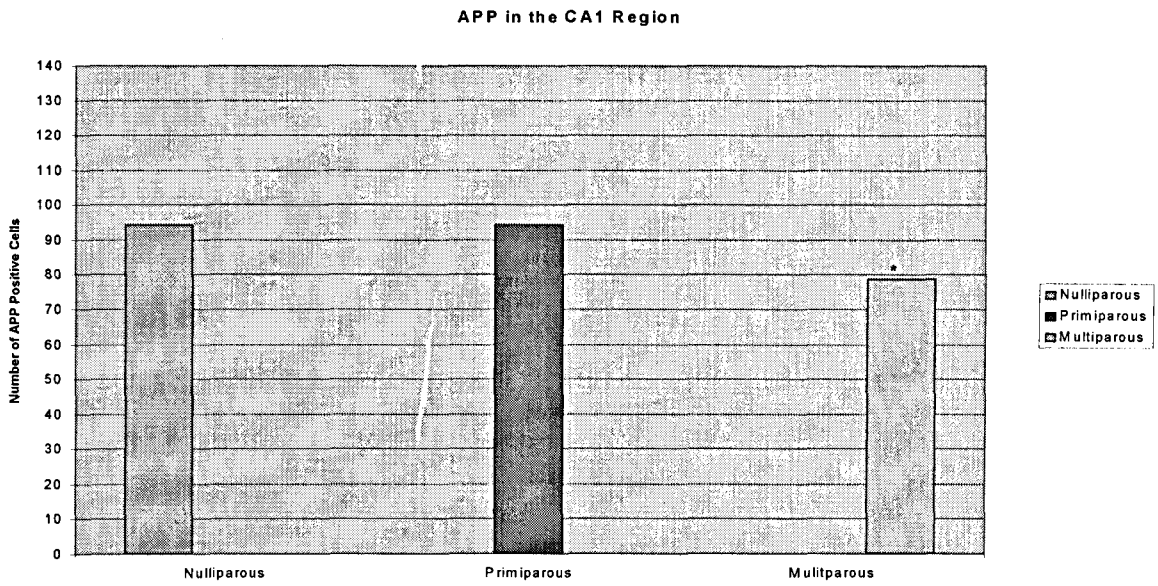 APP in the CA1 Region
Number of APP Positive Cells
140
130
120
110
100
90
80
70
60
50
40
30
20
10
0
*
Nulliparous
Primiparous
Mulitparous
Nulliparous
Primiparous
Multiparous